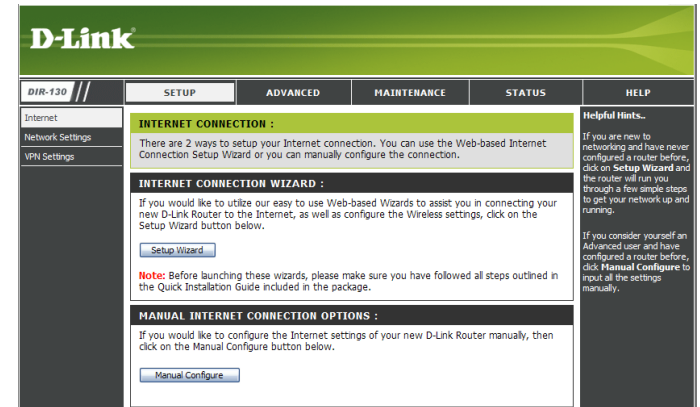 D-Link
DIR-130 // SETUP ADVANCED MAINTENANCE STATUS HELP
Internet
Network Settings
VPN Settings
INTERNET CONNECTION :
There are 2 ways to setup your Internet connection. You can use the Web-based Internet
Connection Setup Wizard or you can manually configure the connection.
INTERNET CONNECTION WIZARD :
If you would like to utilize our easy to use Web-based Wizards to assist you in connecting your
new D-Link Router to the Internet, as well as configure the Wireless settings, click on the
Setup Wizard button below.
Setup Wizard
Note: Before launching these wizards, please make sure you have followed all steps outlined in
the Quick Installation Guide included in the package.
MANUAL INTERNET CONNECTION OPTIONS :
If you would like to configure the Internet settings of your new D-Link Router manually, then
click on the Manual Configure button below.
Manual Configure
Helpful Hints..
If you are new to
networking and have never
configured a router before,
click on Setup Wizard and
the router will run you
through a few simple steps
to get your network up and
running.
If you consider yourself an
Advanced user and have
configured a router before,
click Manual Configure to
input all the settings
manually.